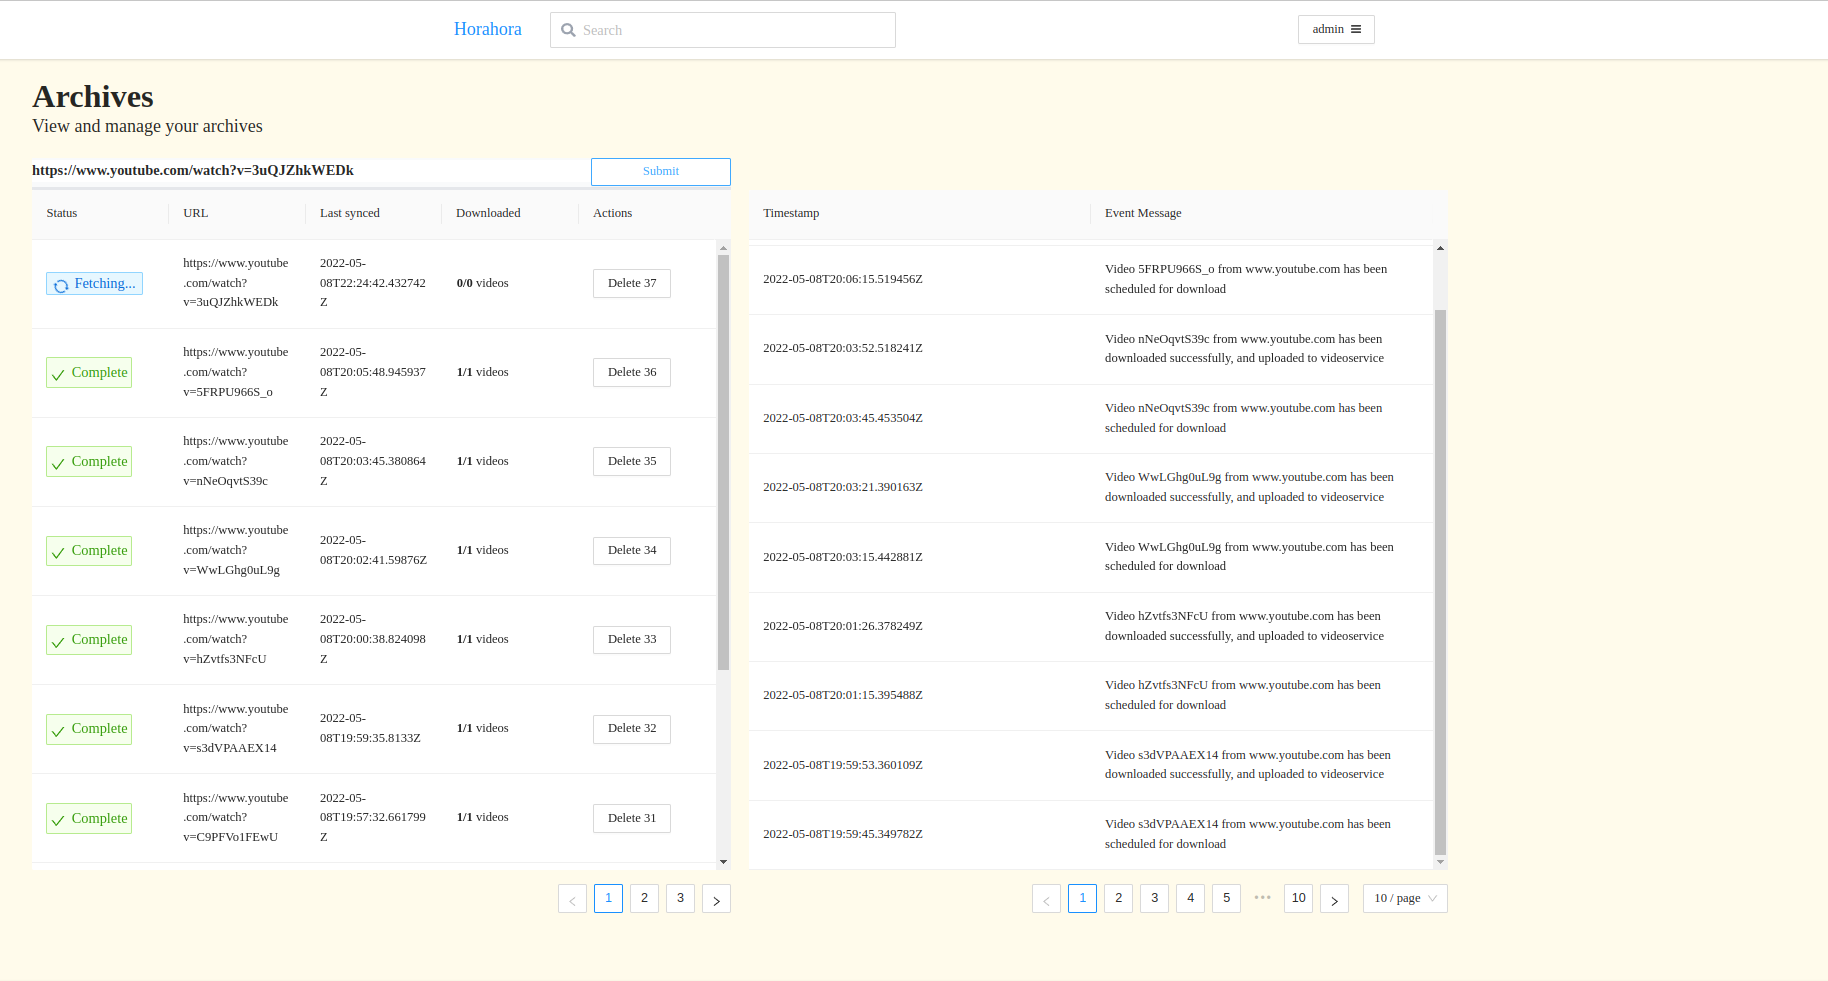 Horahora
Search
admin
Archives
View and manage your archives
https://www.youtube.com/watch?v=3uQJZhkWEDk
Submit
Status URL Last synced Downloaded Actions
Fetching...
https://www.youtube
.com/watch?
v=3uQJZhkWEDk
2022-05-
08T22:24:42.432742
Z
0/0 videos
Delete 37
Complete
https://www.youtube
.com/watch?
v=5FRPU966S_o
2022-05-
08T20:05:48.945937
Z
1/1 videos
Delete 36
Complete
https://www.youtube
.com/watch?
v=nNeOqvtS39c
2022-05-
08T20:03:45.380864
Z
1/1 videos
Delete 35
Complete
https://www.youtube
.com/watch?
v=WwLGhg0uL9g
2022-05-
08T20:02:41.59876Z
1/1 videos
Delete 34
Complete
https://www.youtube
.com/watch?
v=hZvtfs3NFcU
2022-05-
08T20:00:38.824098
Z
1/1 videos
Delete 33
Complete
https://www.youtube
.com/watch?
v=s3dVPAAEX14
2022-05-
08T19:59:35.8133Z
1/1 videos
Delete 32
Complete
https://www.youtube
.com/watch?
v=C9PFVo1FEwU
2022-05-
08T19:57:32.661799
Z
1/1 videos
Delete 31
< 1 2 3 >
Timestamp Event Message
2022-05-08T20:06:15.519456Z
Video 5FRPU966S_o from www.youtube.com has been
scheduled for download
2022-05-08T20:03:52.518241Z
Video nNeOqvtS39c from www.youtube.com has been
downloaded successfully, and uploaded to videoservice
2022-05-08T20:03:45.453504Z
Video nNeOqvtS39c from www.youtube.com has been
scheduled for download
2022-05-08T20:03:21.390163Z
Video WwLGhg0uL9g from www.youtube.com has been
downloaded successfully, and uploaded to videoservice
2022-05-08T20:03:15.442881Z
Video WwLGhg0uL9g from www.youtube.com has been
scheduled for download
2022-05-08T20:01:26.378249Z
Video hZvtfs3NFcU from www.youtube.com has been
downloaded successfully, and uploaded to videoservice
2022-05-08T20:01:15.395488Z
Video hZvtfs3NFcU from www.youtube.com has been
scheduled for download
2022-05-08T19:59:53.360109Z
Video s3dVPAAEX14 from www.youtube.com has been
downloaded successfully, and uploaded to videoservice
2022-05-08T19:59:45.349782Z
Video s3dVPAAEX14 from www.youtube.com has been
scheduled for download
< 1 2 3 4 5 ••• 10 > 10 / page